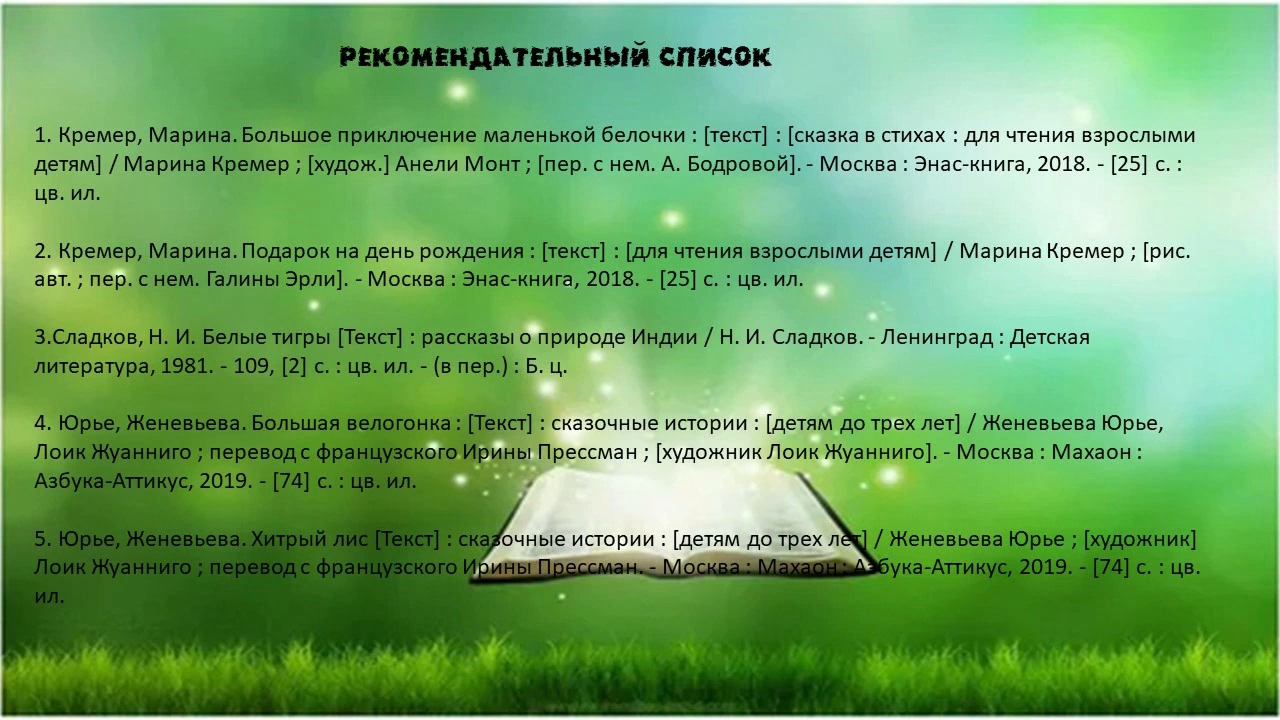 РЕКОМЕНДАТЕЛЬНЫЙ СПИСОК
1. Кремер, Марина. Большое приключение маленькой белочки : [текст] : [сказка в стихах : для чтения взрослыми
детям] / Марина Кремер ; [худож.] Анели Монт ; [пер. с нем. А. Бодровой]. - Москва : Энас-книга, 2018. - [25] с. :
цв. ил.
2. Кремер, Марина. Подарок на день рождения : [текст] : [для чтения взрослыми детям] / Марина Кремер ; [рис.
авт. ; пер. с нем. Галины Эрли]. - Москва : Энас-книга, 2018. - [25] с. : цв. ил.
3.Сладков, Н. И. Белые тигры [Текст] : рассказы о природе Индии / Н. И. Сладков. - Ленинград : Детская
литература, 1981. - 109, [2] с. : цв. ил. - (в пер.) : Б. ц.
4. Юрье, Женевьева. Большая велогонка : [Текст] : сказочные истории : [детям до трех лет] / Женевьева Юрье,
Лоик Жуанниго ; перевод с французского Ирины Прессман ; [художник Лоик Жуанниго]. - Москва : Махаон :
Азбука-Аттикус, 2019. - [74] с. : цв. ил.
5. Юрье, Женевьева. Хитрый лис [Текст] : сказочные истории : [детям до трех лет] / Женевьева Юрье ; [художник]
Лоик Жуанниго ; перевод с французского Ирины Прессман. - Москва : Махаон : Азбука-Аттикус, 2019. - [74] с. : цв.
ил.